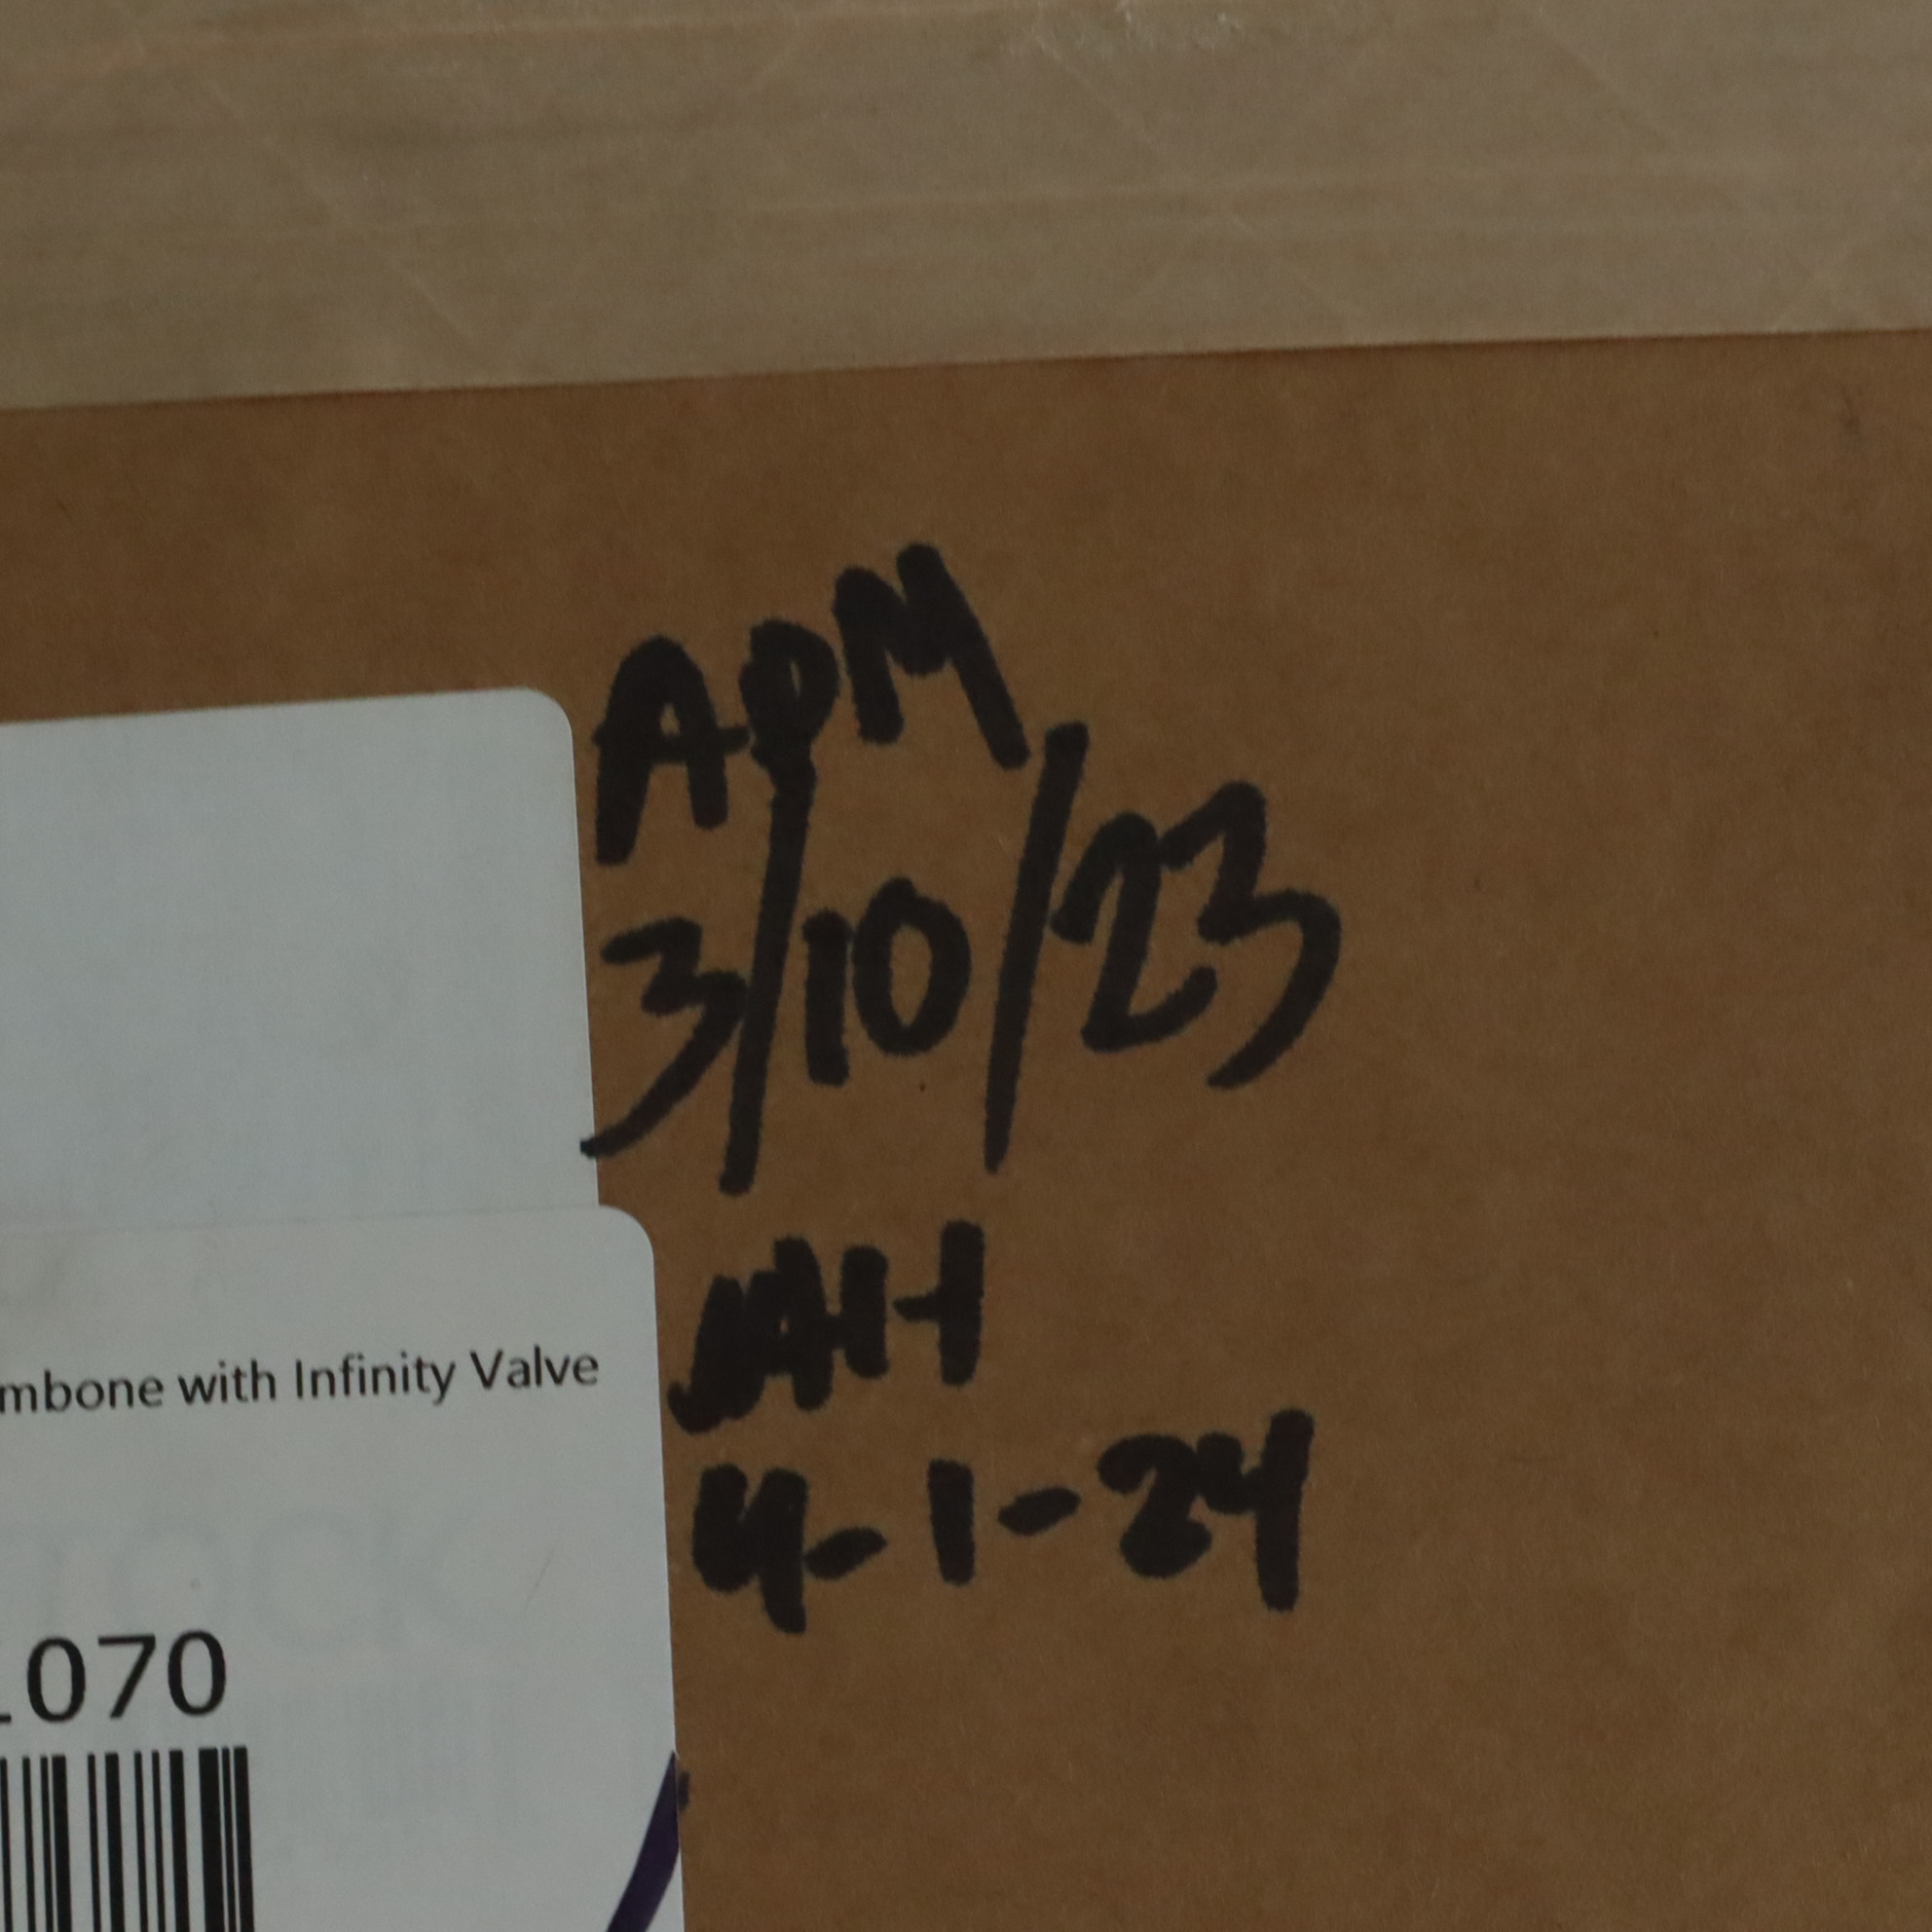 ADM
3/10/23
JAH
4-1-24
mbone with Infinity Valve
1070